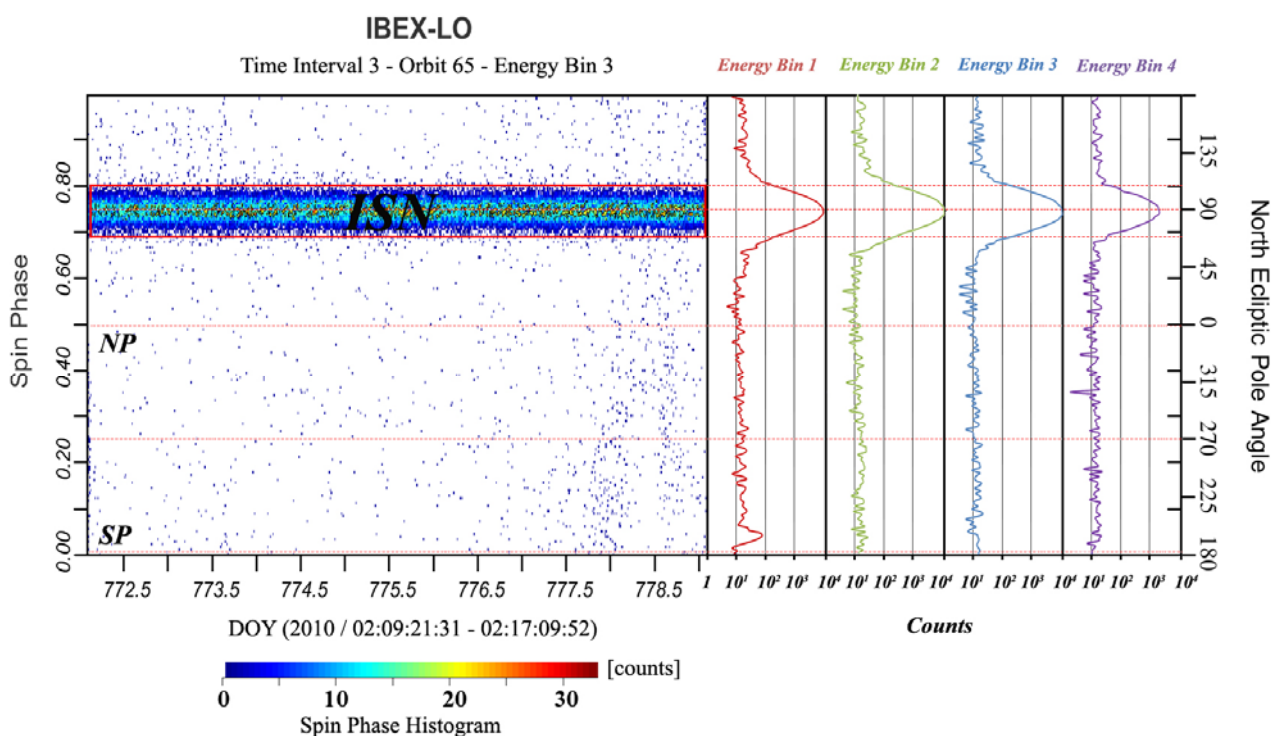 IBEX-LO
Time Interval 3 - Orbit 65 - Energy Bin 3
Energy Bin 1
Energy Bin 2
Energy Bin 3
Energy Bin 4
Spin Phase
0.80
0.60
0.40
0.20
0.00
ISN
NP
SP
135
90
45
0
315
270
225
180
North Ecliptic Pole Angle
772.5 773.5 774.5 775.5 776.5 777.5 778.5
1 10¹ 10² 10³ 10⁴ 10¹ 10² 10³ 10⁴ 10¹ 10² 10³ 10⁴ 10¹ 10² 10³ 10⁴
DOY (2010 / 02:09:21:31 - 02:17:09:52)
Counts
[counts]
0 10 20 30
Spin Phase Histogram